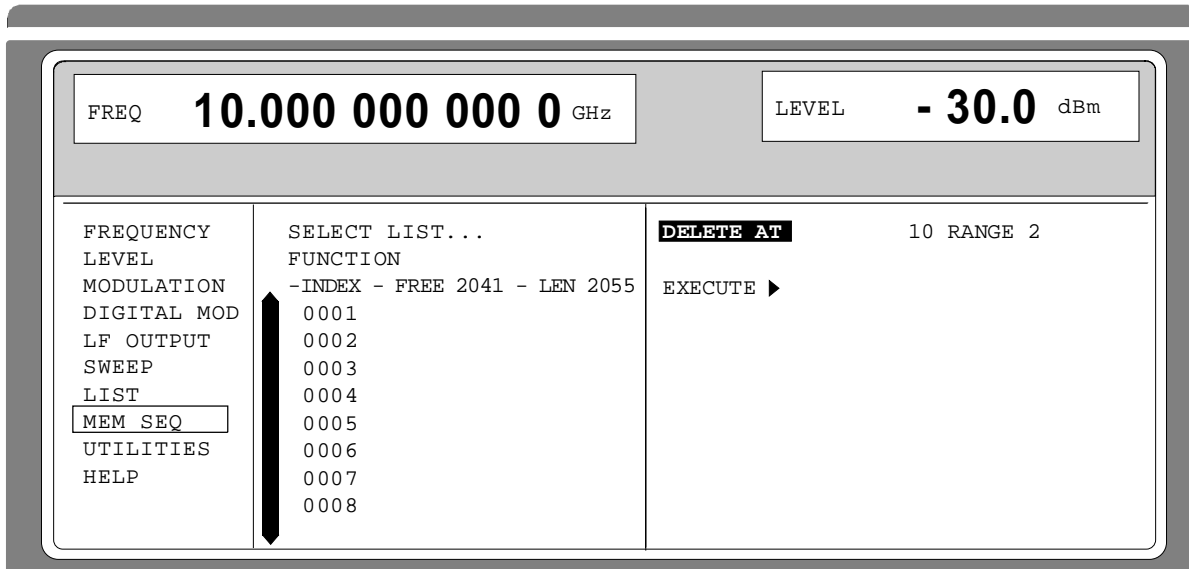 FREQ 10.000 000 000 0 GHz
LEVEL - 30.0 dBm
FREQUENCY
LEVEL
MODULATION
DIGITAL MOD
LF OUTPUT
SWEEP
LIST
MEM SEQ
UTILITIES
HELP
SELECT LIST...
FUNCTION
-INDEX - FREE 2041 - LEN 2055
0001
0002
0003
0004
0005
0006
0007
0008
DELETE AT 10 RANGE 2
EXECUTE